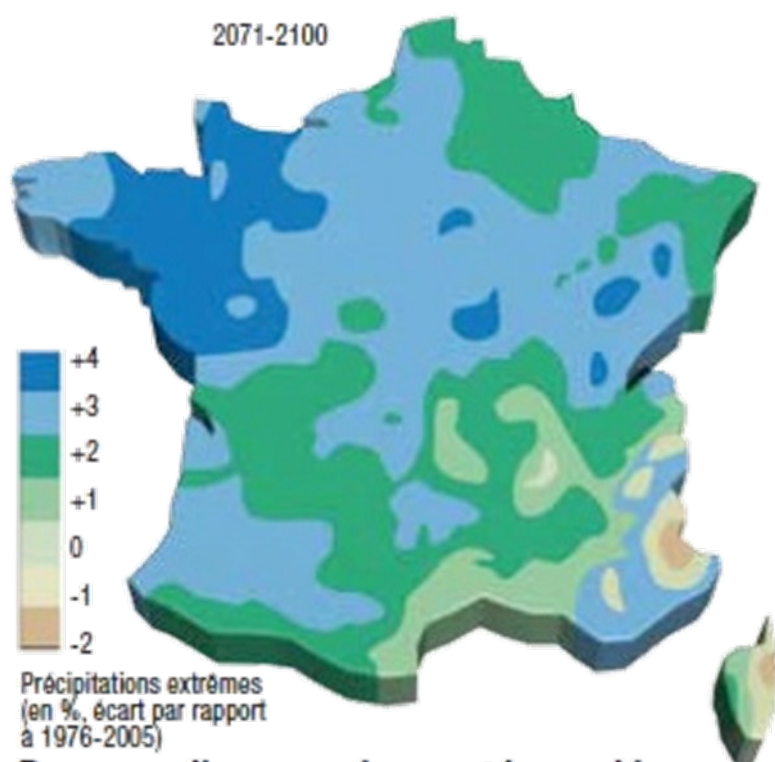 2071-2100
+4
+3
+2
+1
0
-1
-2
Précipitations extrêmes
(en %, écart par rapport
à 1976-2005)